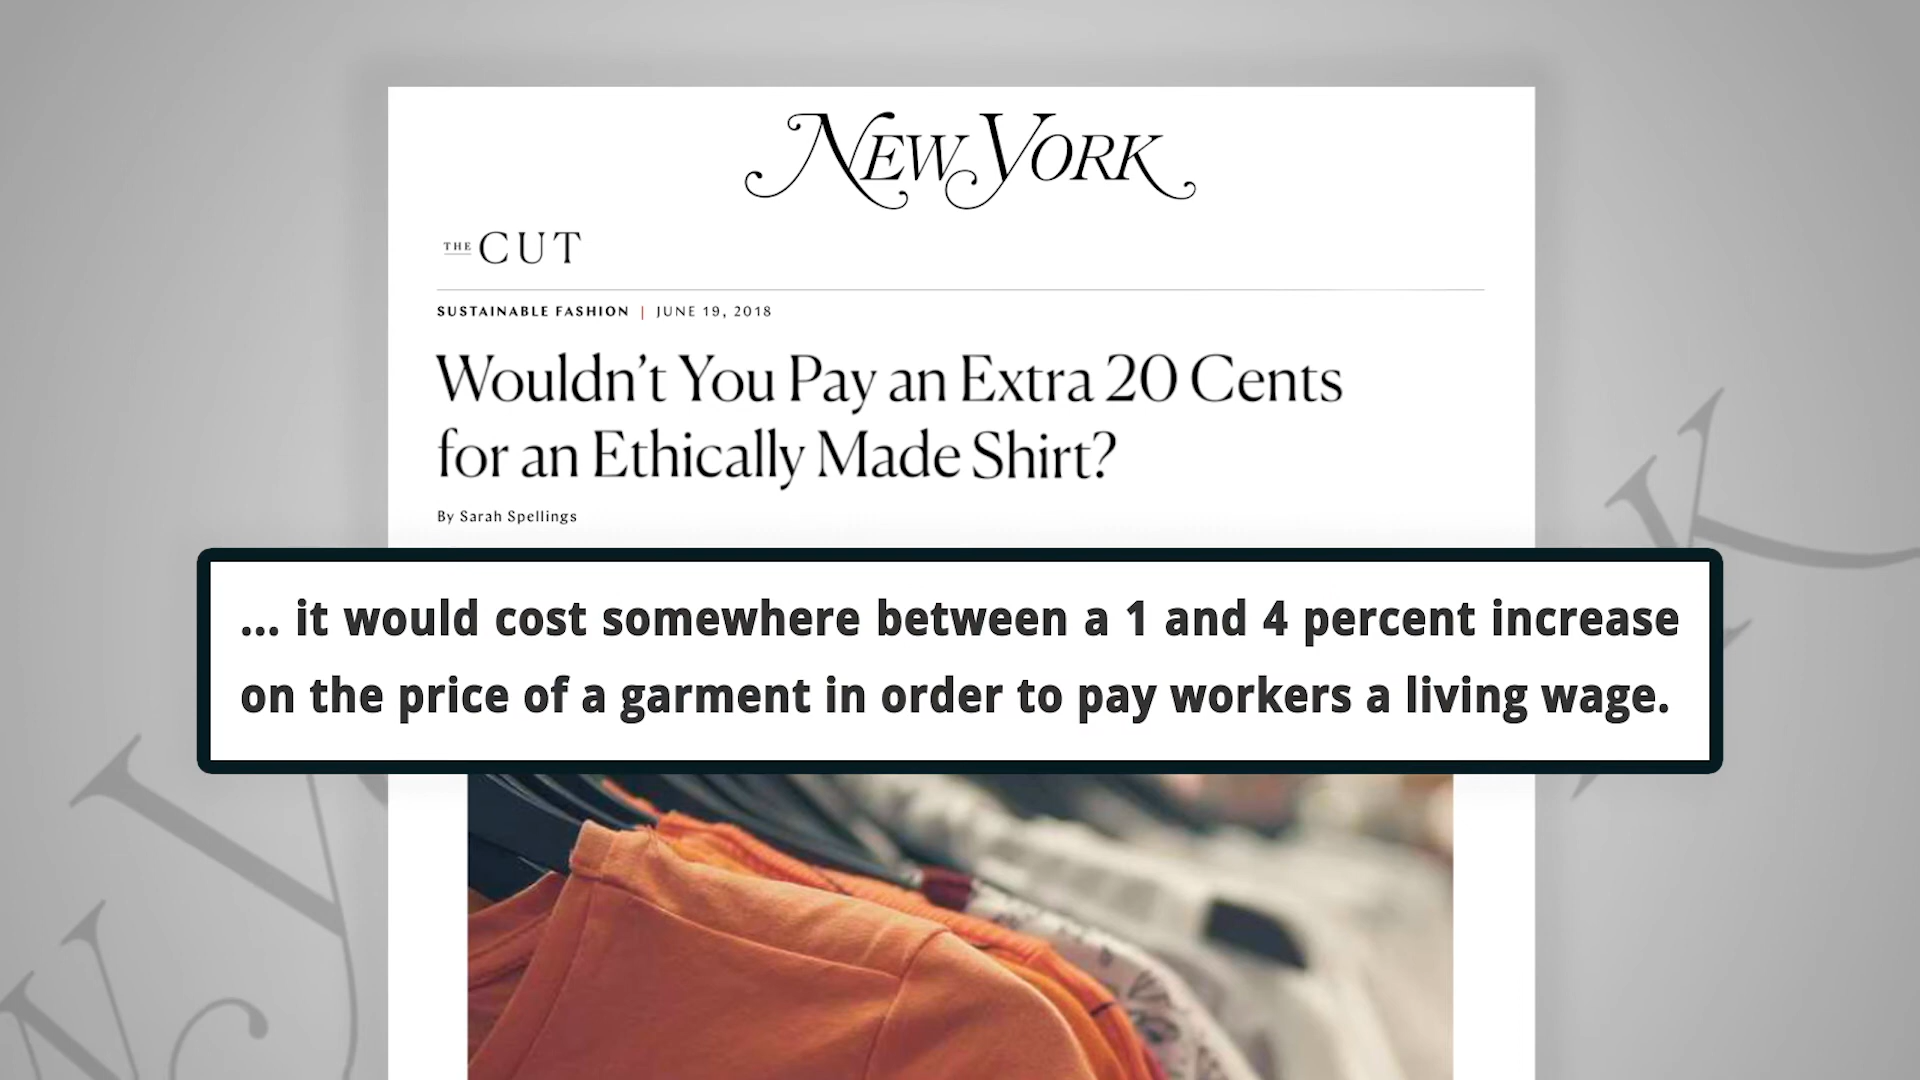 NEW YORK
THE CUT
SUSTAINABLE FASHION | JUNE 19, 2018
Wouldn’t You Pay an Extra 20 Cents
for an Ethically Made Shirt?
By Sarah Spellings
... it would cost somewhere between a 1 and 4 percent increase
on the price of a garment in order to pay workers a living wage.